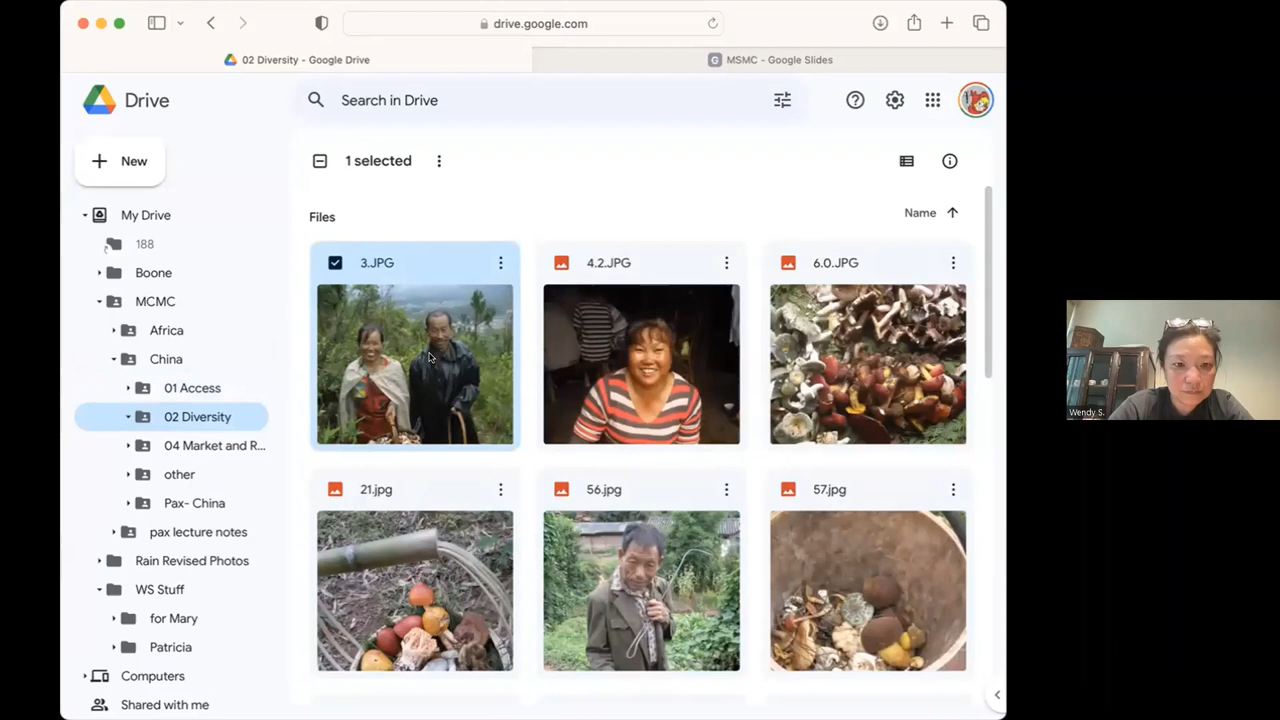 drive.google.com
02 Diversity - Google Drive
G MSMC - Google Slides
Drive
Search in Drive
New
1 selected
My Drive
188
Boone
MCMC
Africa
China
01 Access
02 Diversity
04 Market and R...
other
Pax- China
pax lecture notes
Rain Revised Photos
WS Stuff
for Mary
Patricia
Computers
Shared with me
Files
Name
3.JPG
4.2.JPG
6.0.JPG
21.jpg
56.jpg
57.jpg
Wendy S.